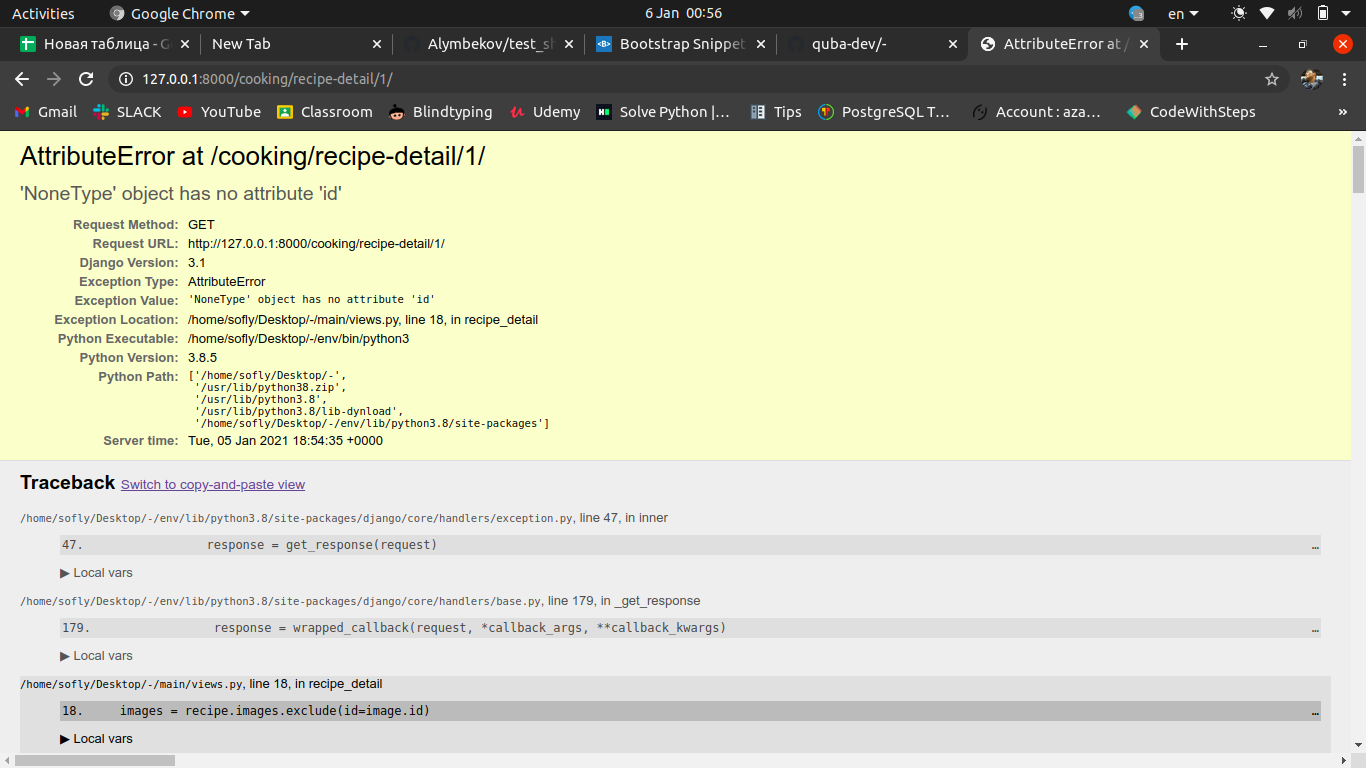 Activities Google Chrome 6 Jan 00:56 en
Новая таблица - G New Tab Alymbekov/test_sh Bootstrap Snippet quba-dev/- AttributeError at /
127.0.0.1:8000/cooking/recipe-detail/1/
Gmail SLACK YouTube Classroom Blindtyping Udemy Solve Python |... Tips PostgreSQL T... Account : aza... CodeWithSteps »
AttributeError at /cooking/recipe-detail/1/
'NoneType' object has no attribute 'id'
Request Method: GET
Request URL: http://127.0.0.1:8000/cooking/recipe-detail/1/
Django Version: 3.1
Exception Type: AttributeError
Exception Value: 'NoneType' object has no attribute 'id'
Exception Location: /home/sofly/Desktop/-/main/views.py, line 18, in recipe_detail
Python Executable: /home/sofly/Desktop/-/env/bin/python3
Python Version: 3.8.5
Python Path: ['/home/sofly/Desktop/-',
'/usr/lib/python38.zip',
'/usr/lib/python3.8',
'/usr/lib/python3.8/lib-dynload',
'/home/sofly/Desktop/-/env/lib/python3.8/site-packages']
Server time: Tue, 05 Jan 2021 18:54:35 +0000
Traceback Switch to copy-and-paste view
/home/sofly/Desktop/-/env/lib/python3.8/site-packages/django/core/handlers/exception.py, line 47, in inner
47. response = get_response(request) …
▶ Local vars
/home/sofly/Desktop/-/env/lib/python3.8/site-packages/django/core/handlers/base.py, line 179, in _get_response
179. response = wrapped_callback(request, *callback_args, **callback_kwargs) …
▶ Local vars
/home/sofly/Desktop/-/main/views.py, line 18, in recipe_detail
18. images = recipe.images.exclude(id=image.id) …
▶ Local vars